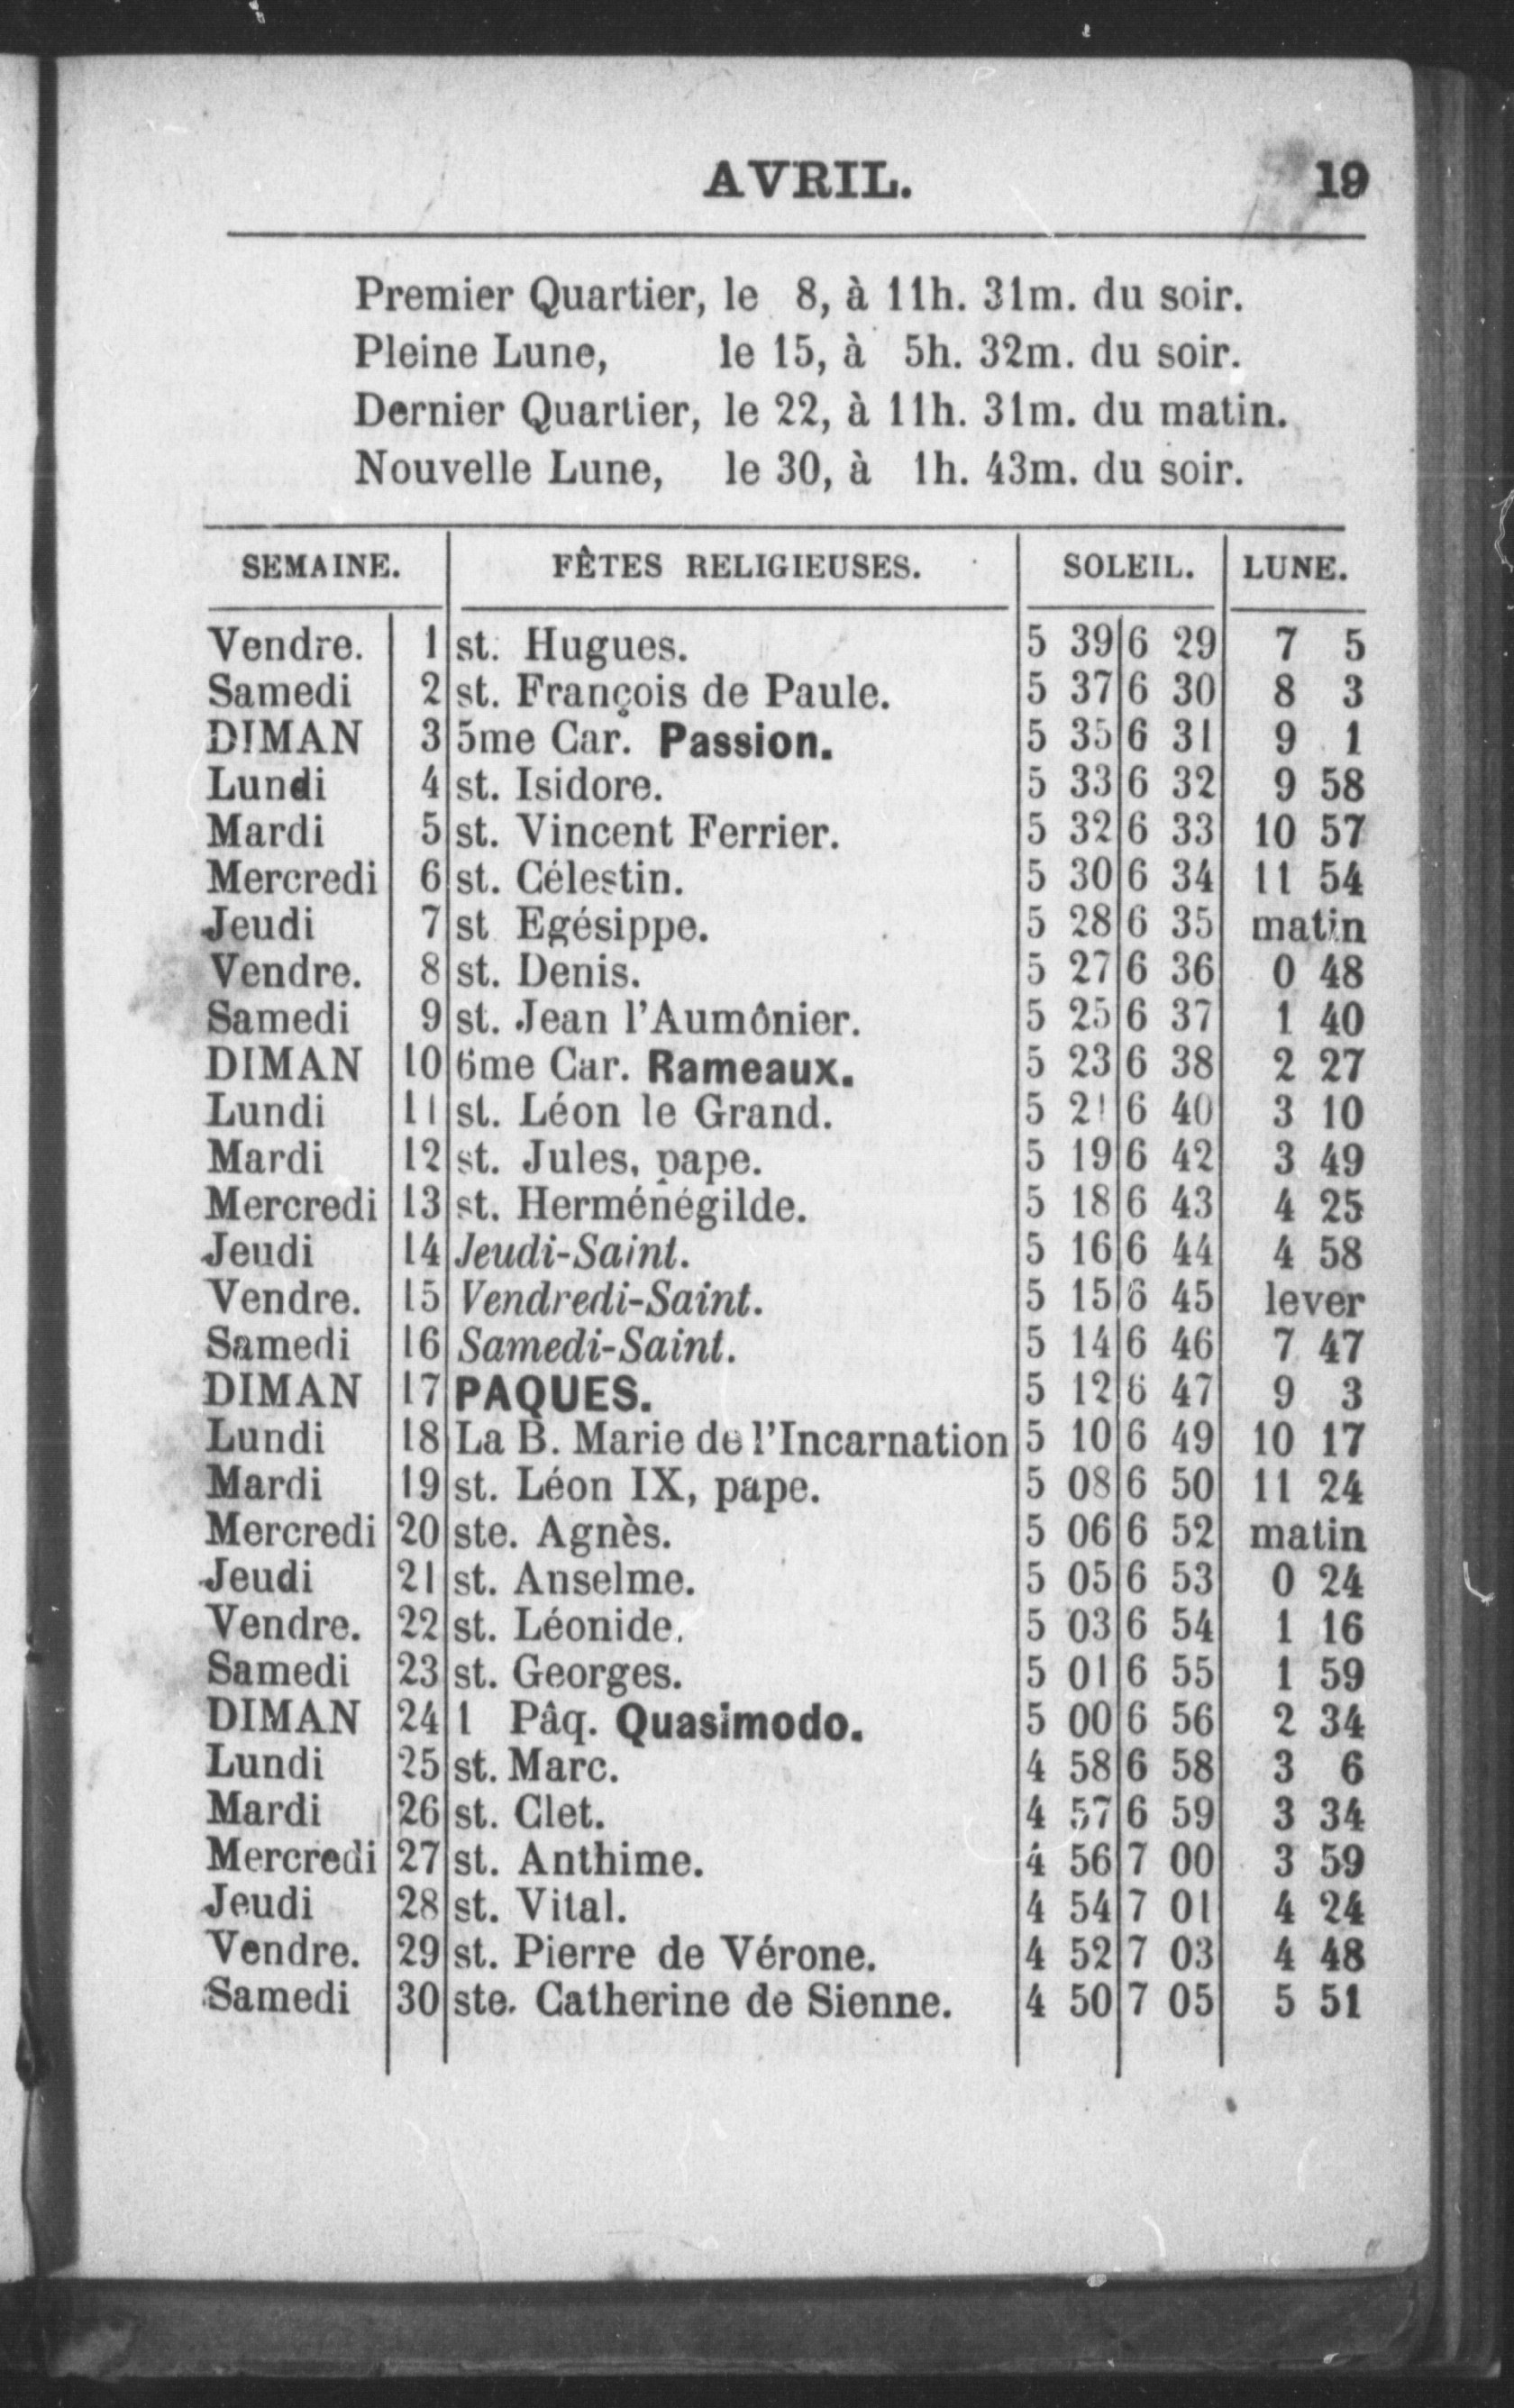 AVRIL. 19
Premier Quartier, le 8, à 11h. 31m. du soir.
Pleine Lune, le 15, à 5h. 32m. du soir.
Dernier Quartier, le 22, à 11h. 31m. du matin.
Nouvelle Lune, le 30, à 1h. 43m. du soir.
SEMAINE. FÊTES RELIGIEUSES. SOLEIL. LUNE.
Vendre. 1 st. Hugues. 5 39 6 29 7 5
Samedi 2 st. François de Paule. 5 37 6 30 8 3
DIMAN 3 5me Car. Passion. 5 35 6 31 9 1
Lundi 4 st. Isidore. 5 33 6 32 9 58
Mardi 5 st. Vincent Ferrier. 5 32 6 33 10 57
Mercredi 6 st. Célestin. 5 30 6 34 11 54
Jeudi 7 st Egésippe. 5 28 6 35 matin
Vendre. 8 st. Denis. 5 27 6 36 0 48
Samedi 9 st. Jean l'Aumônier. 5 25 6 37 1 40
DIMAN 10 6me Car. Rameaux. 5 23 6 38 2 27
Lundi 11 st. Léon le Grand. 5 21 6 40 3 10
Mardi 12 st. Jules, pape. 5 19 6 42 3 49
Mercredi 13 st. Herménégilde. 5 18 6 43 4 25
Jeudi 14 Jeudi-Saint. 5 16 6 44 4 58
Vendre. 15 Vendredi-Saint. 5 15 6 45 lever
Samedi 16 Samedi-Saint. 5 14 6 46 7 47
DIMAN 17 PAQUES. 5 12 6 47 9 3
Lundi 18 La B. Marie de l'Incarnation 5 10 6 49 10 17
Mardi 19 st. Léon IX, pape. 5 08 6 50 11 24
Mercredi 20 ste. Agnès. 5 06 6 52 matin
Jeudi 21 st. Anselme. 5 05 6 53 0 24
Vendre. 22 st. Léonide. 5 03 6 54 1 16
Samedi 23 st. Georges. 5 01 6 55 1 59
DIMAN 24 1 Pâq. Quasimodo. 5 00 6 56 2 34
Lundi 25 st. Marc. 4 58 6 58 3 6
Mardi 26 st. Clet. 4 57 6 59 3 34
Mercredi 27 st. Anthime. 4 56 7 00 3 59
Jeudi 28 st. Vital. 4 54 7 01 4 24
Vendre. 29 st. Pierre de Vérone. 4 52 7 03 4 48
Samedi 30 ste. Catherine de Sienne. 4 50 7 05 5 51